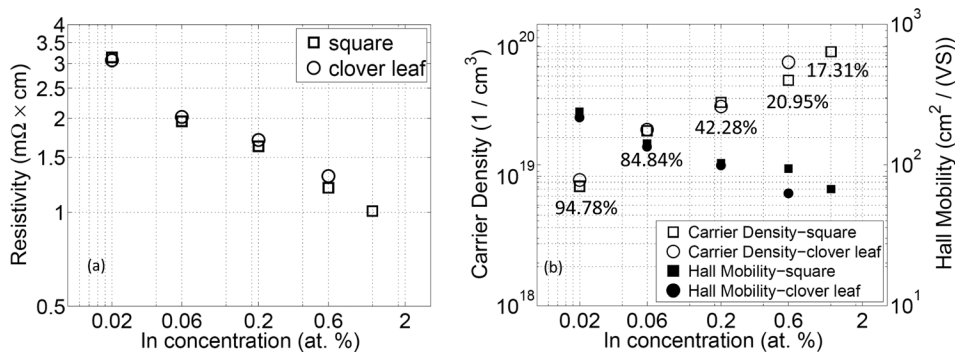 4
3.5
3
2.5
2
1.5
1
0.5
Resistivity (mΩ × cm)
square
clover leaf
(a)
0.02
0.06
0.2
0.6
2
In concentration (at. %)
10^20
10^19
10^18
Carrier Density (1 / cm^3)
17.31%
20.95%
42.28%
84.84%
94.78%
Carrier Density−square
Carrier Density−clover leaf
Hall Mobility−square
Hall Mobility−clover leaf
(b)
0.02
0.06
0.2
0.6
2
In concentration (at. %)
10^3
10^2
10^1
Hall Mobility (cm^2 / (VS)